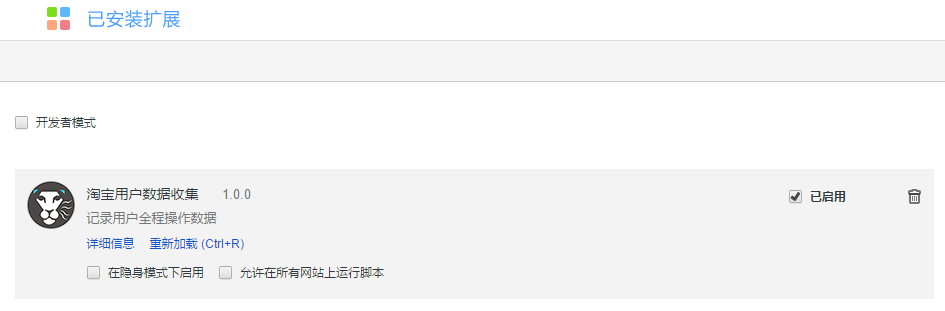 已安装扩展
开发者模式
淘宝用户数据收集 1.0.0
已启用
记录用户全程操作数据
详细信息 重新加载 (Ctrl+R)
在隐身模式下启用 允许在所有网站上运行脚本